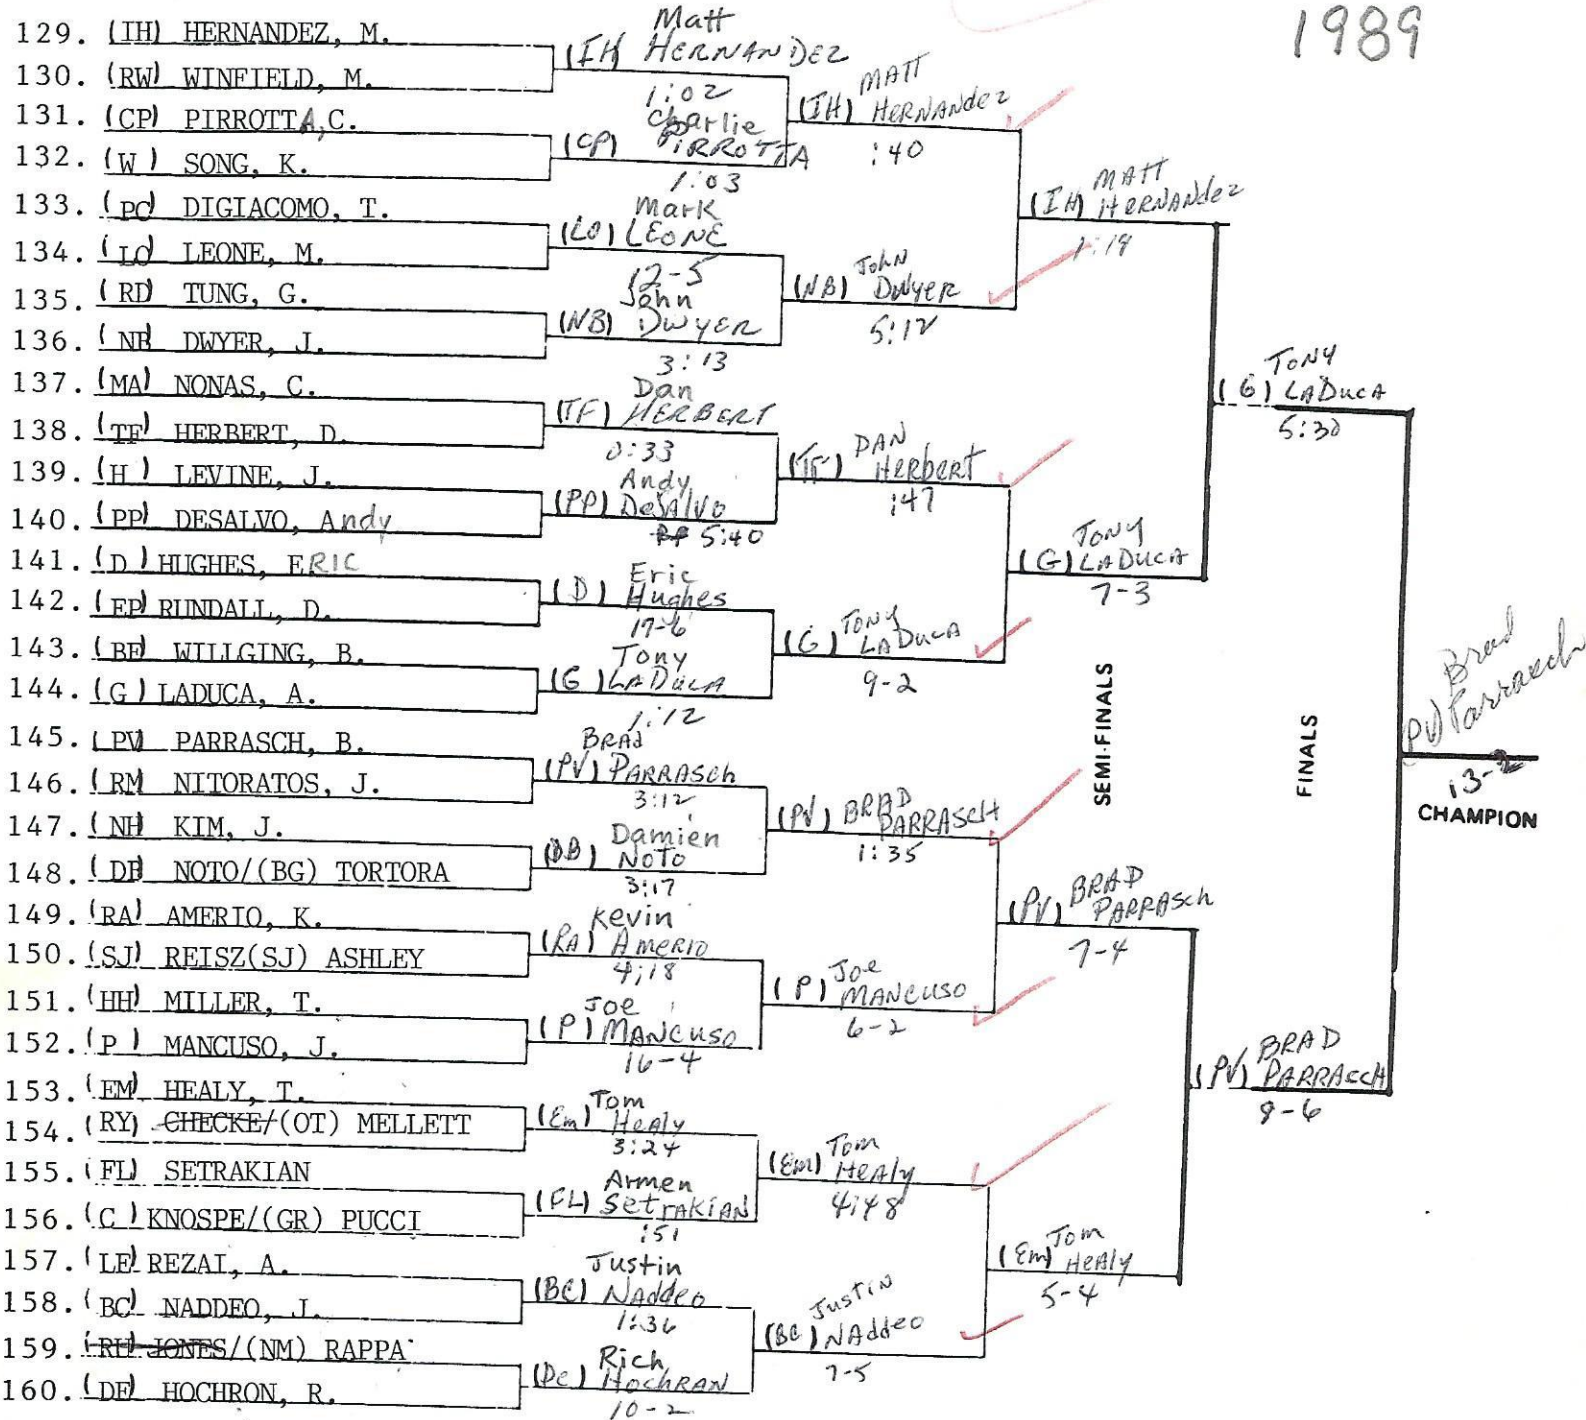 1989
129. (IH) HERNANDEZ, M.
130. (RW) WINFIELD, M.
131. (CP) PIRROTTA, C.
132. (W ) SONG, K.
133. (PC) DIGIACOMO, T.
134. (LO) LEONE, M.
135. (RD) TUNG, G.
136. (NB) DWYER, J.
137. (MA) NONAS, C.
138. (TF) HERBERT, D.
139. (H ) LEVINE, J.
140. (PP) DESALVO, Andy
141. (D ) HUGHES, ERIC
142. (EP) RUNDALL, D.
143. (BF) WILLGING, B.
144. (G ) LADUCA, A.
145. (PV) PARRASCH, B.
146. (RM) NITORATOS, J.
147. (NH) KIM, J.
148. (DB) NOTO/(BG) TORTORA
149. (RA) AMERIO, K.
150. (SJ) REISZ(SJ) ASHLEY
151. (HH) MILLER, T.
152. (P ) MANCUSO, J.
153. (EM) HEALY, T.
154. (RY) CHECKE/(OT) MELLETT
155. (FL) SETRAKIAN
156. (C ) KNOSPE/(GR) PUCCI
157. (LE) REZAI, A.
158. (BC) NADDEO, J.
159. (RU) JONES/(NM) RAPPA
160. (DE) HOCHRON, R.
Matt
(IH) HERNANDEZ
1:02
Charlie
(CP) PIRROTTA
1:03
Mark
(LO) LEONE
12-5
John
(NB) DWYER
3:13
Dan
(TF) HERBERT
0:33
Andy
(PP) DeSalvo
5:40
Eric
(D) Hughes
17-6
Tony
(G) LADUCA
1:12
BRAd
(PV) PARRASCh
3:12
Damien
(DB) NOTO
3:17
Kevin
(RA) AMERIO
4:18
Joe
(P) MANCUSO
16-4
Tom
(Em) Healy
3:24
Armen
(FL) SetRAKIAN
:51
Justin
(BC) Naddeo
1:36
Rich
(De) HochRAN
10-2
MATT
(IH) HERNANdez
:40
JohN
(NB) DWyeR
5:12
DAN
(TF) HerbeRt
:47
TONY
(G) LADUCA
9-2
BRAD
(PV) PARRASCH
1:35
Joe
(P) MANCUSO
6-2
Tom
(Em) HeAly
4:48
JustiN
(BC) NAddeo
7-5
MATT
(IH) HERNANdez
1:19
TONY
(G) LADUCA
7-3
BRAD
(PV) PARRASch
7-4
Tom
(Em) HeAly
5-4
SEMI-FINALS
TONY
(G) LADUCA
5:30
BRAD
(PV) PARRASCH
8-6
FINALS
Brad
(PV) Parrasch
13-2
CHAMPION